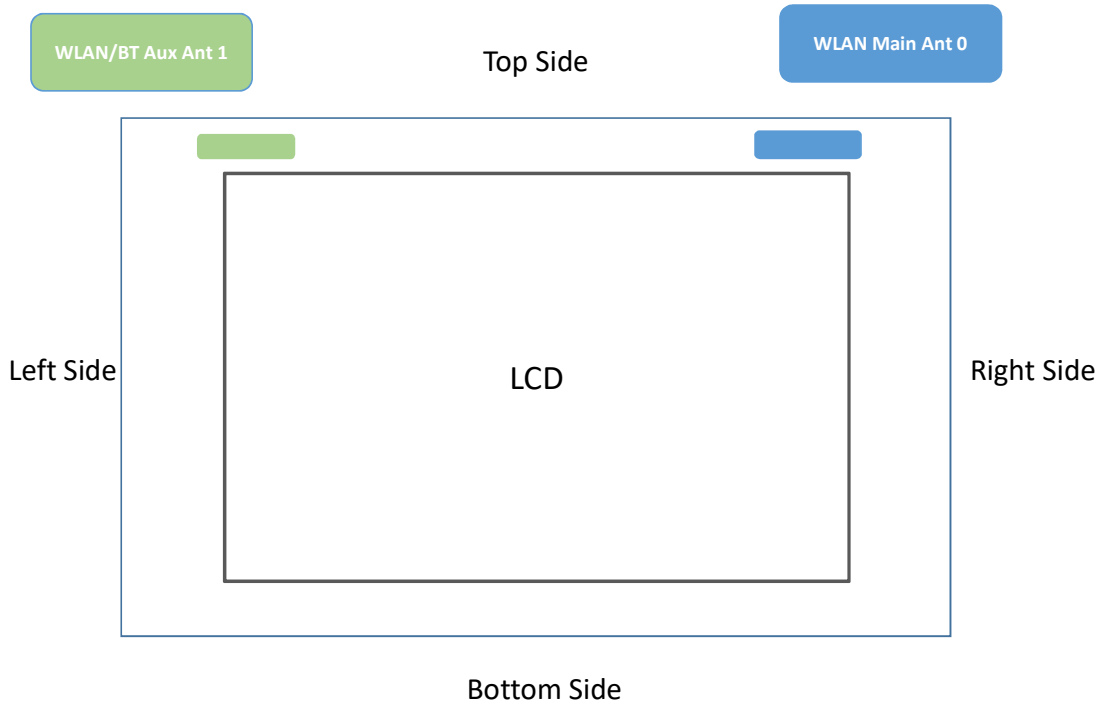 WLAN/BT Aux Ant 1
WLAN Main Ant 0
Top Side
Left Side
LCD
Right Side
Bottom Side